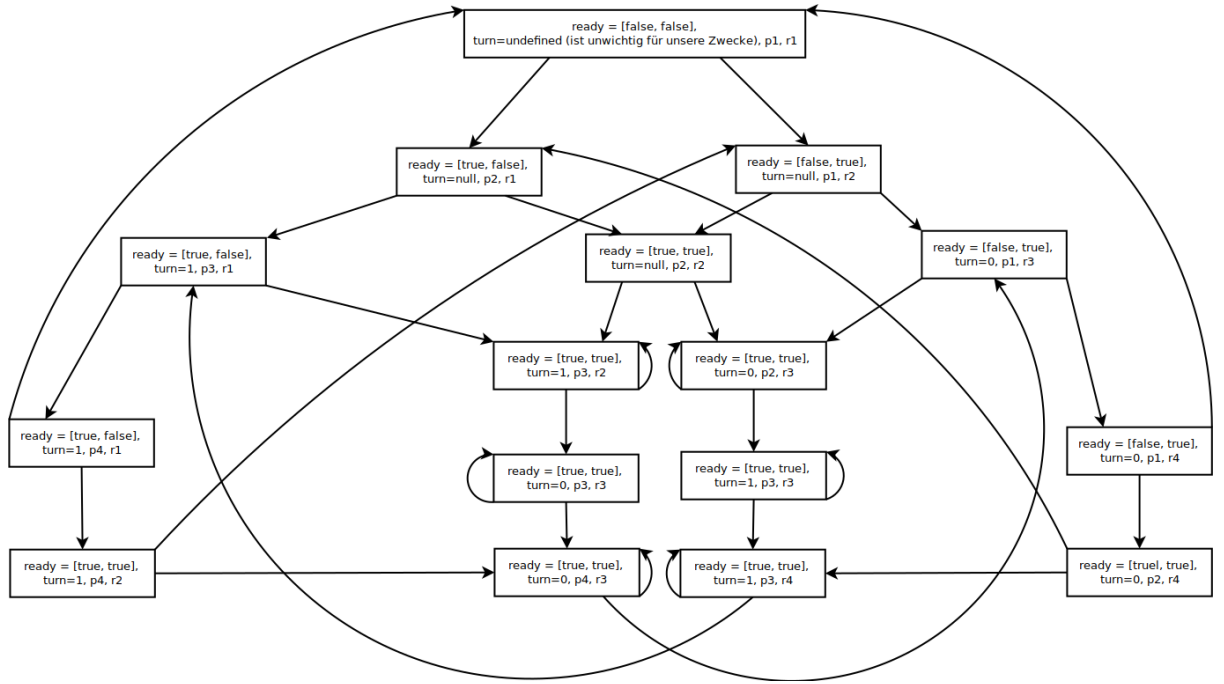 ready = [false, false],
turn=undefined (ist unwichtig für unsere Zwecke), p1, r1
ready = [true, false],
turn=null, p2, r1
ready = [false, true],
turn=null, p1, r2
ready = [true, false],
turn=1, p3, r1
ready = [true, true],
turn=null, p2, r2
ready = [false, true],
turn=0, p1, r3
ready = [true, true],
turn=1, p3, r2
ready = [true, true],
turn=0, p2, r3
ready = [true, false],
turn=1, p4, r1
ready = [false, true],
turn=0, p1, r4
ready = [true, true],
turn=0, p3, r3
ready = [true, true],
turn=1, p3, r3
ready = [true, true],
turn=1, p4, r2
ready = [true, true],
turn=0, p4, r3
ready = [true, true],
turn=1, p3, r4
ready = [truel, true],
turn=0, p2, r4